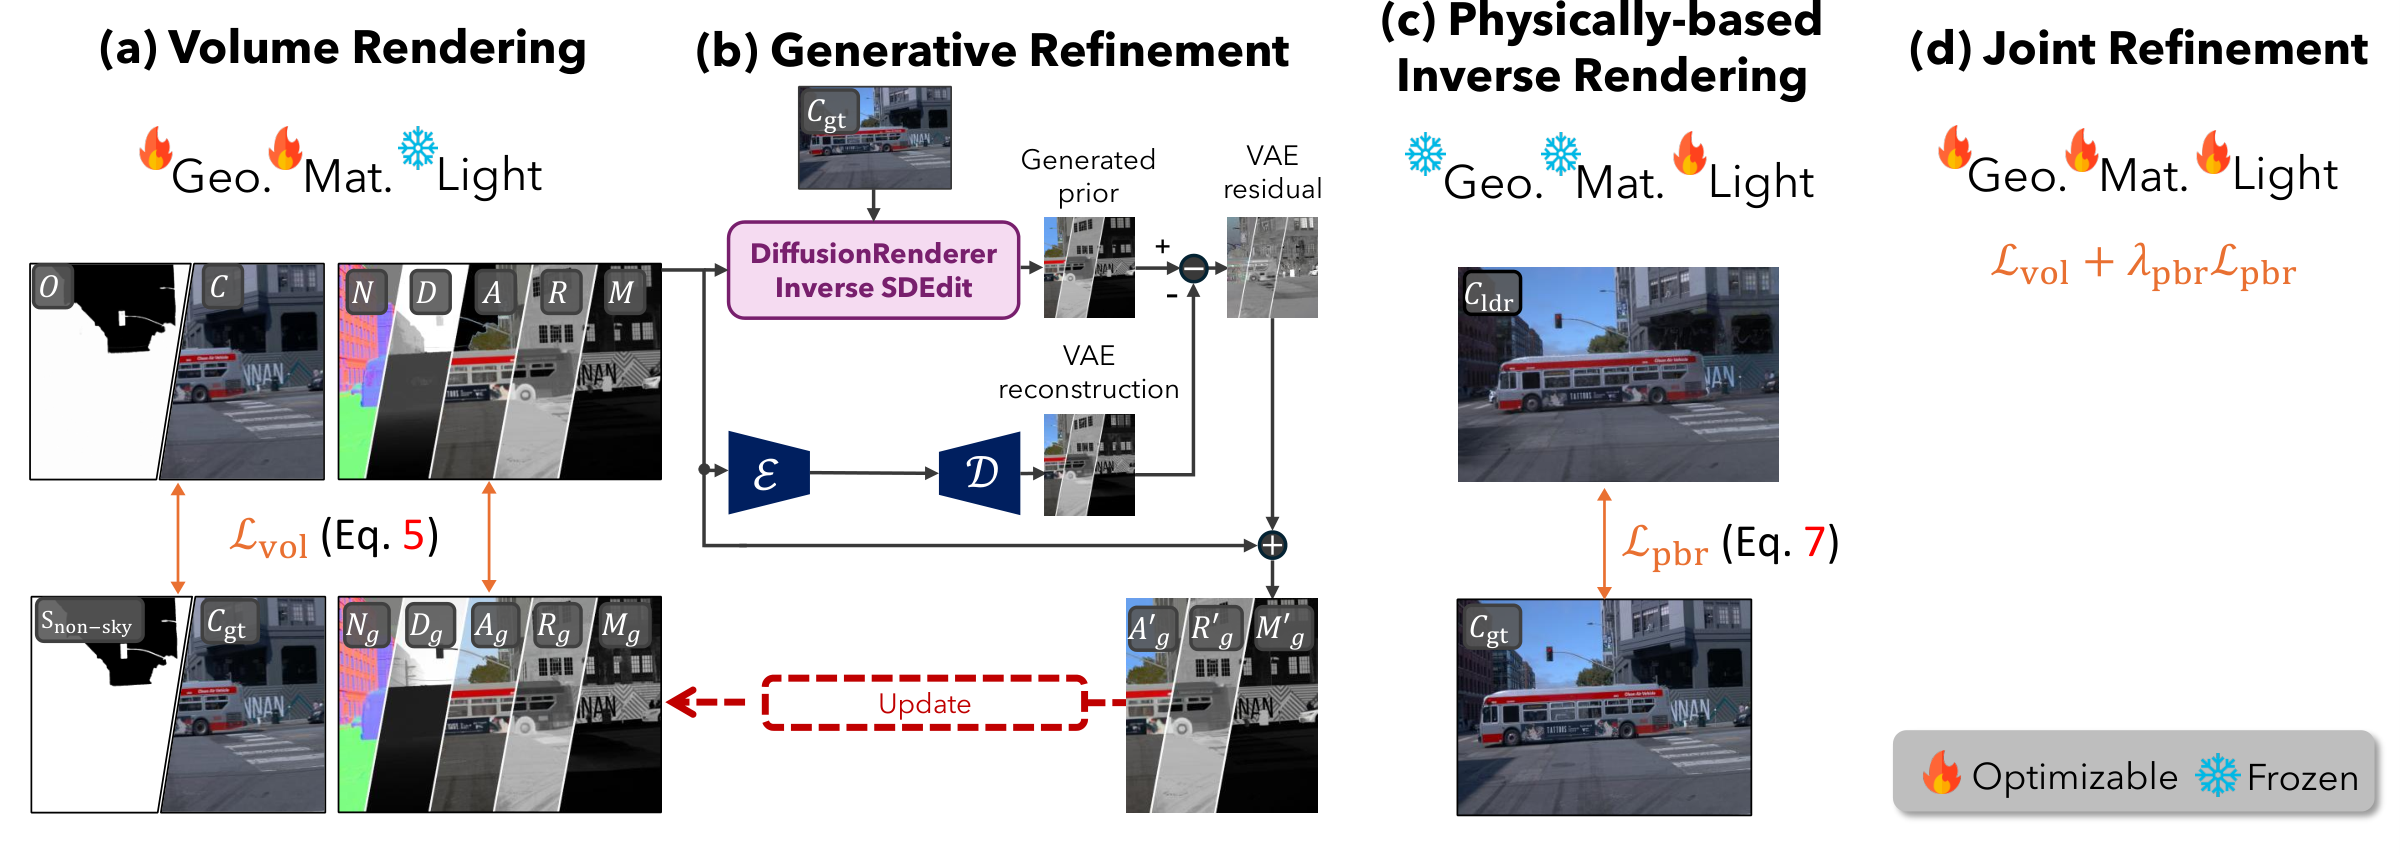 (a) Volume Rendering
Geo. Mat. Light
O
C
N
D
A
R
M
ℒvol (Eq. 5)
Snon−sky
Cgt
Ng
Dg
Ag
Rg
Mg
(b) Generative Refinement
Cgt
Generated
prior
VAE
residual
DiffusionRenderer
Inverse SDEdit
+
-
−
VAE
reconstruction
ℰ
𝒟
+
A′g
R′g
M′g
Update
(c) Physically-based
Inverse Rendering
Geo. Mat. Light
Cldr
ℒpbr (Eq. 7)
Cgt
(d) Joint Refinement
Geo. Mat. Light
ℒvol + λpbrℒpbr
Optimizable Frozen